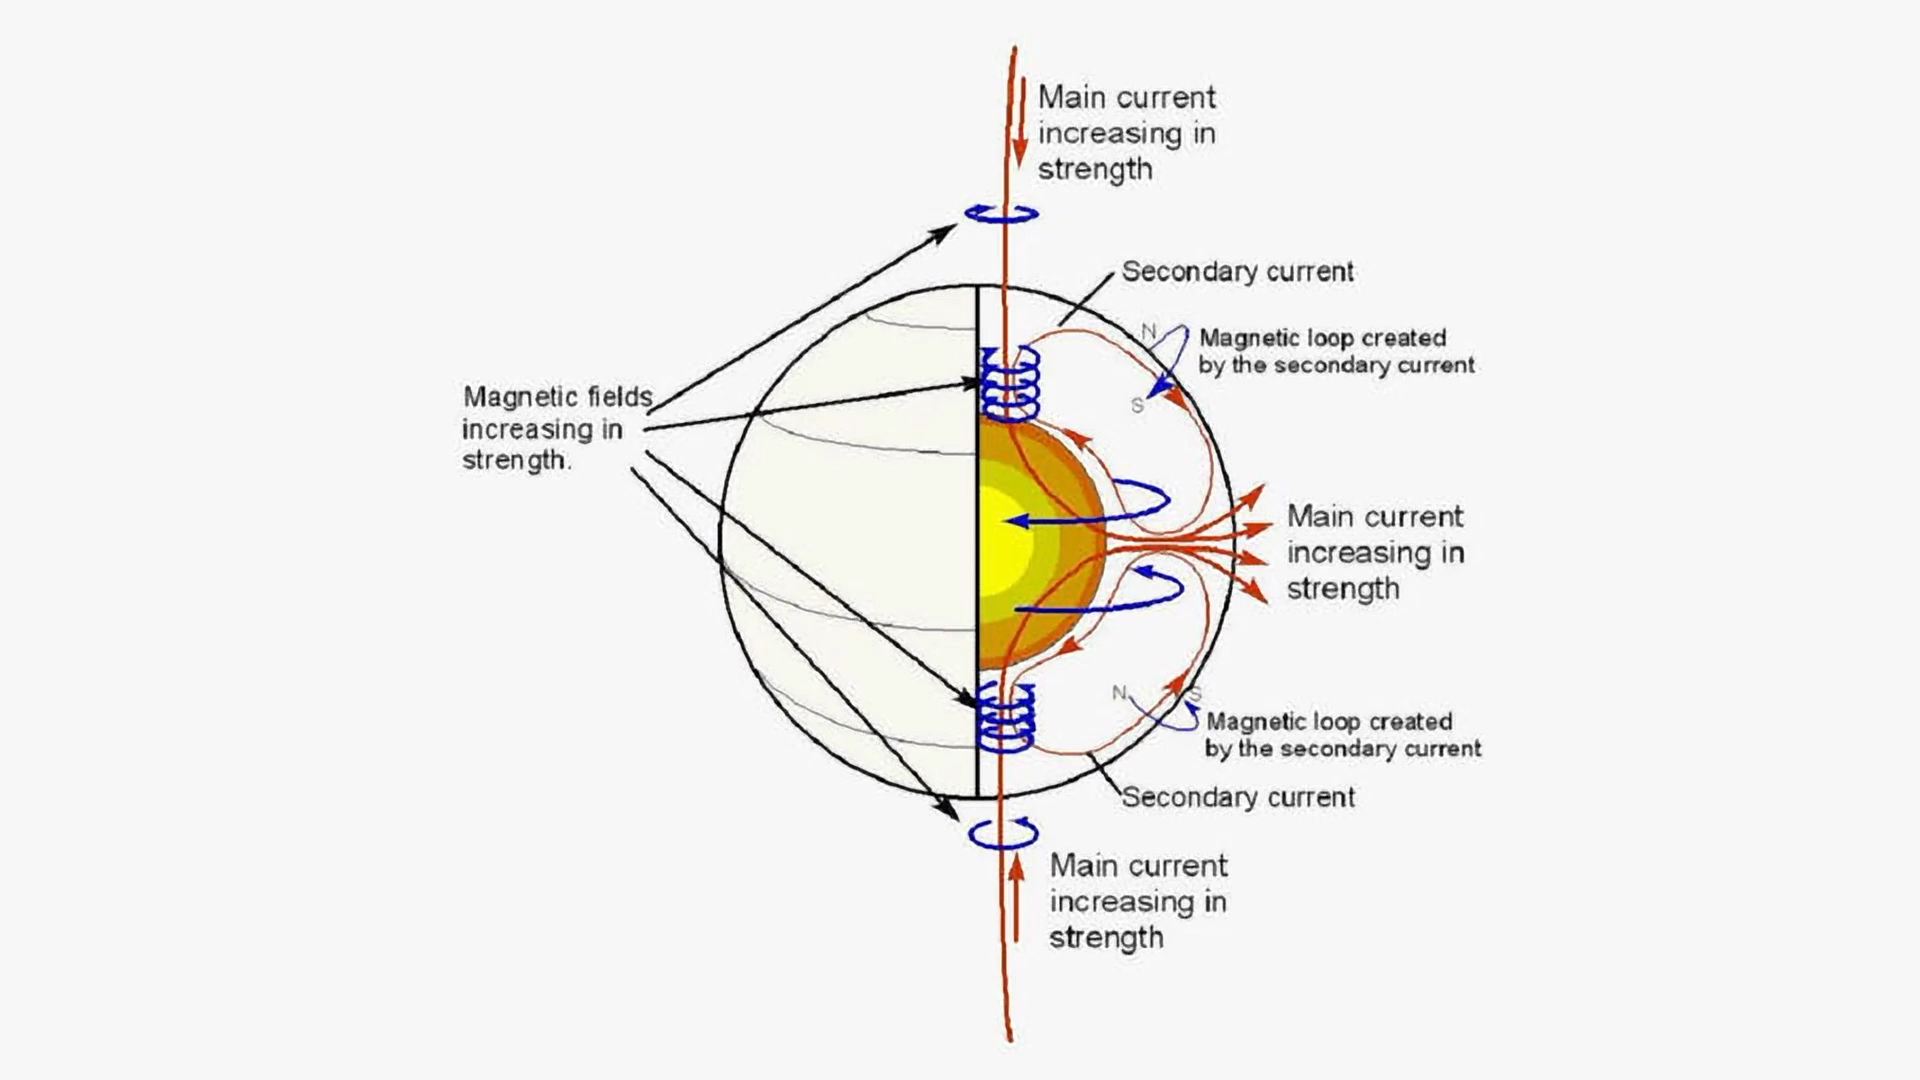 Main current
increasing in
strength
Secondary current
N
Magnetic loop created
by the secondary current
S
Magnetic fields
increasing in
strength.
Main current
increasing in
strength
N
S
Magnetic loop created
by the secondary current
Secondary current
Main current
increasing in
strength